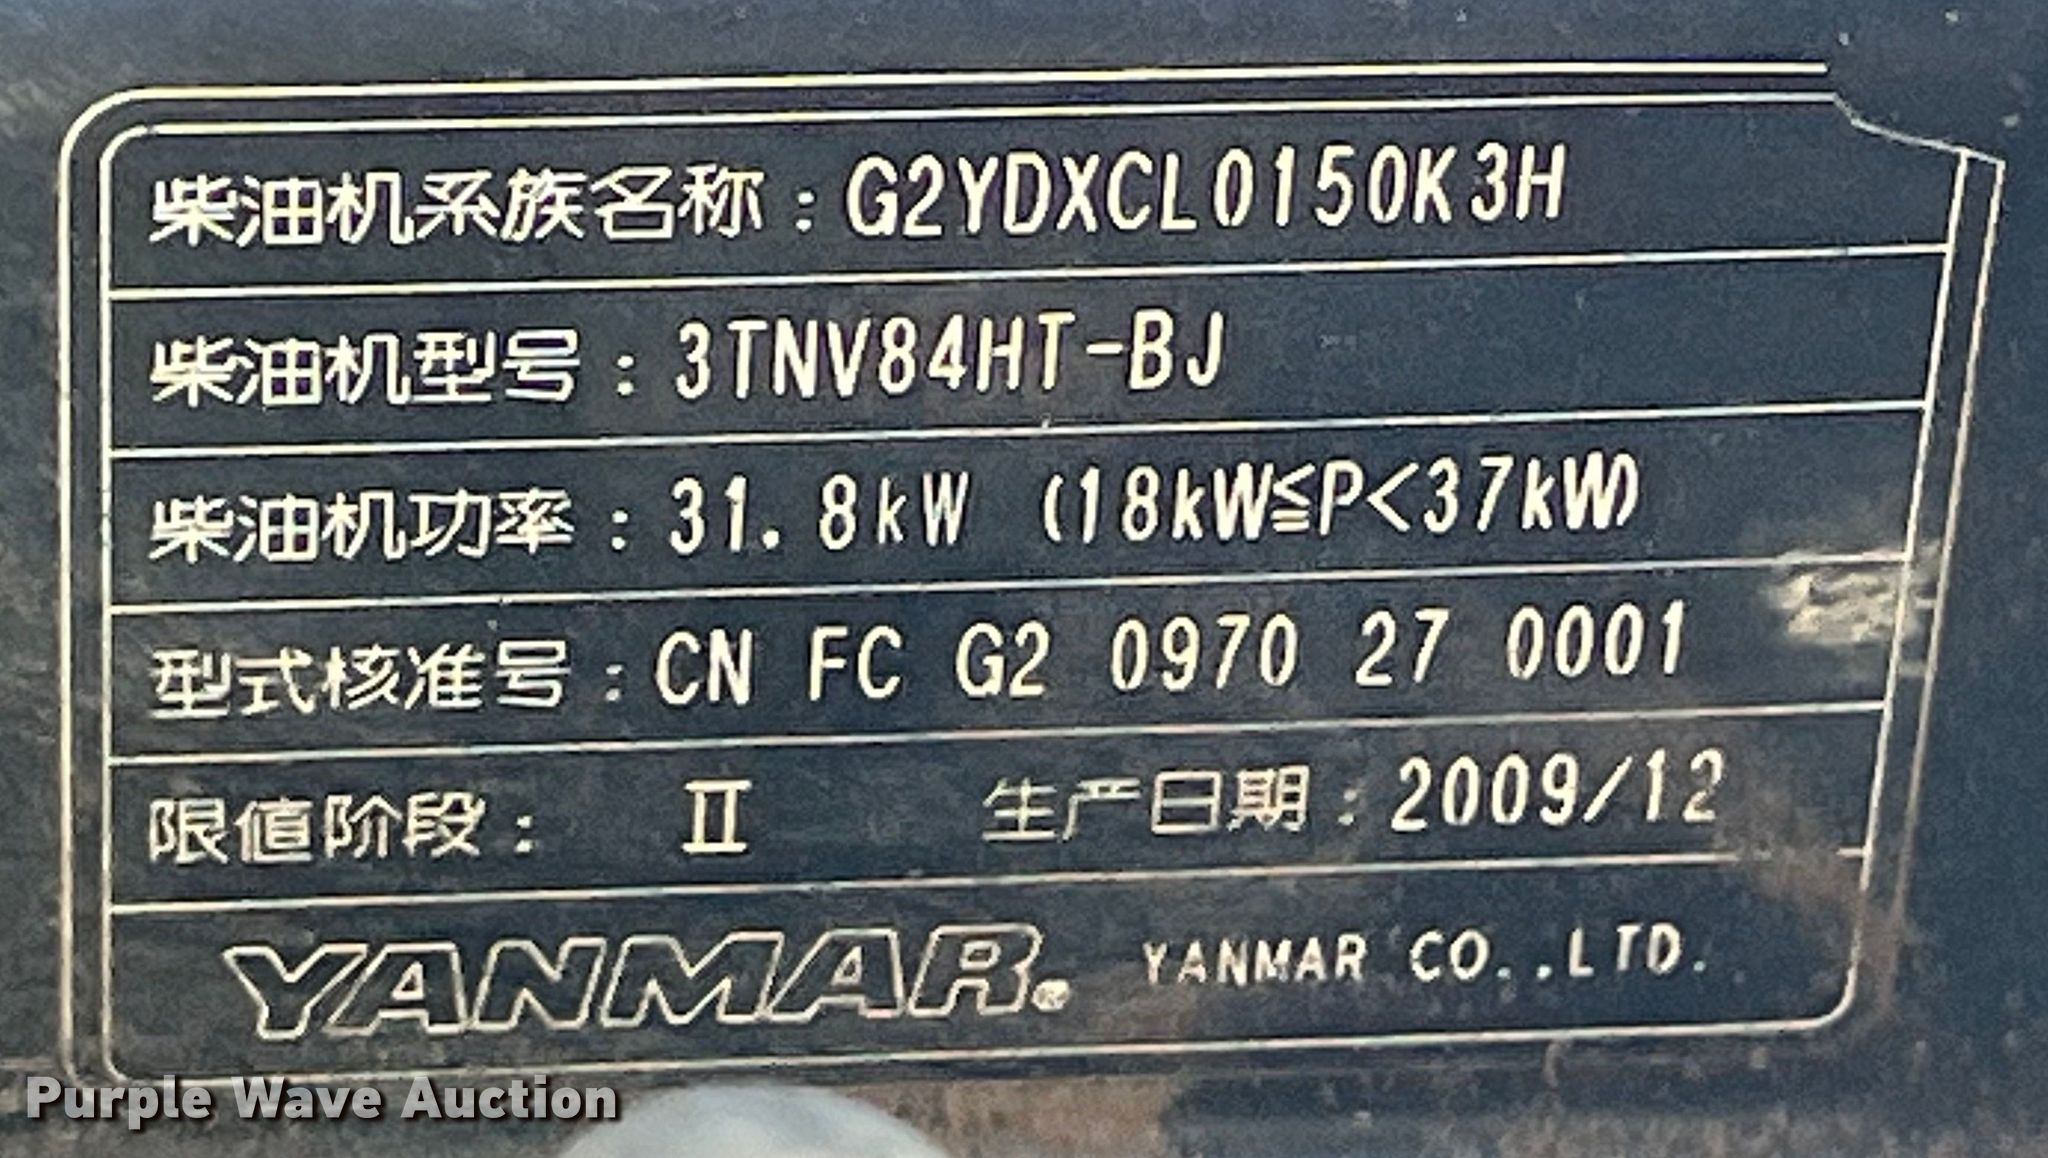 柴油机系族名称：G2YDXCL0150K3H
柴油机型号：3TNV84HT-BJ
柴油机功率：31.8kW (18kW≦P<37kW)
型式核准号：CN FC G2 0970 27 0001
限值阶段： Ⅱ 生产日期：2009/12
YANMAR® YANMAR CO.,LTD.
Purple Wave Auction